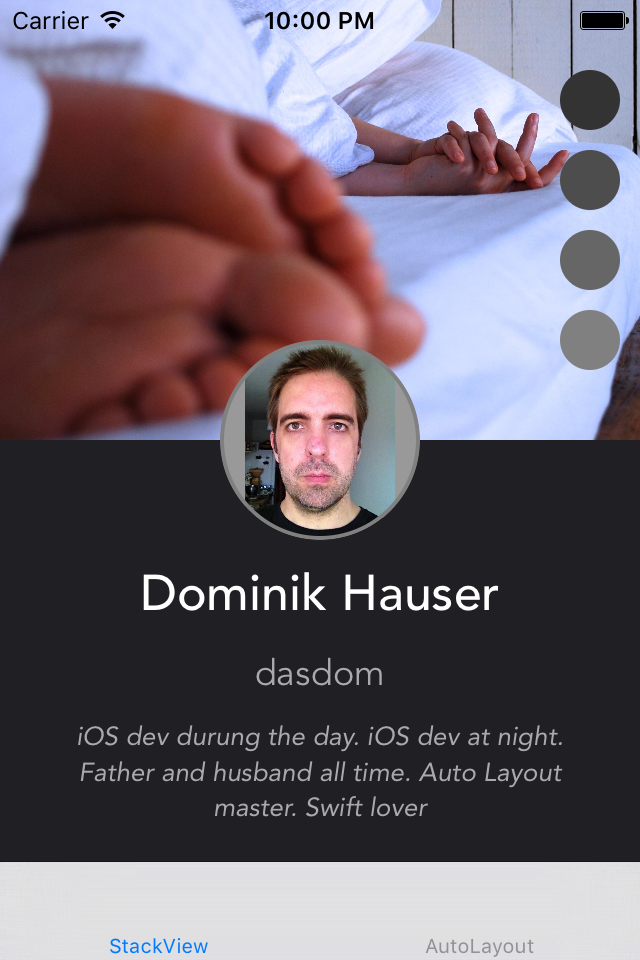 Carrier 10:00 PM
Dominik Hauser
dasdom
iOS dev durung the day. iOS dev at night.
Father and husband all time. Auto Layout
master. Swift lover
StackView AutoLayout